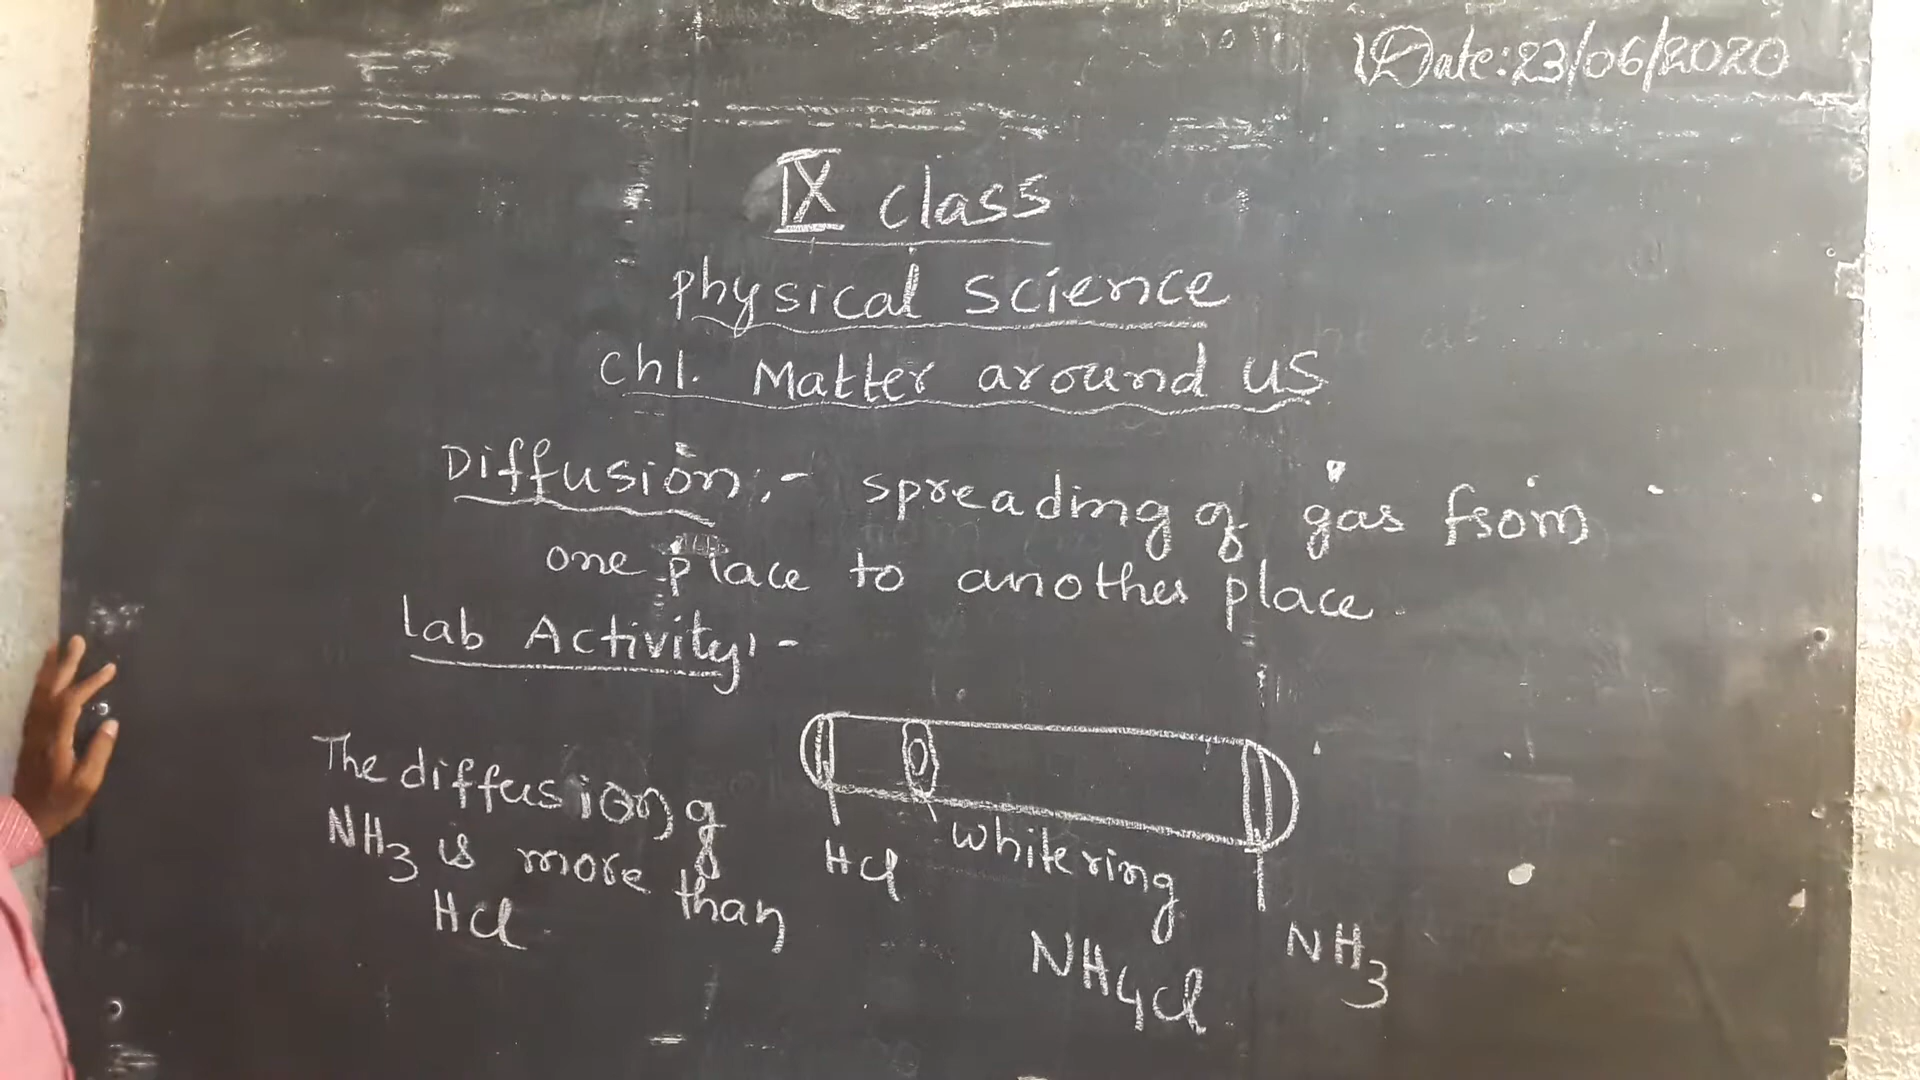 Date: 23/06/2020
IX class
physical science
Ch1. Matter around us
Diffusion:- spreading of gas from
one place to another place.
Lab Activity:-
The diffusion of
NH3 is more than
HCl
HCl
white ring
NH4Cl
NH3